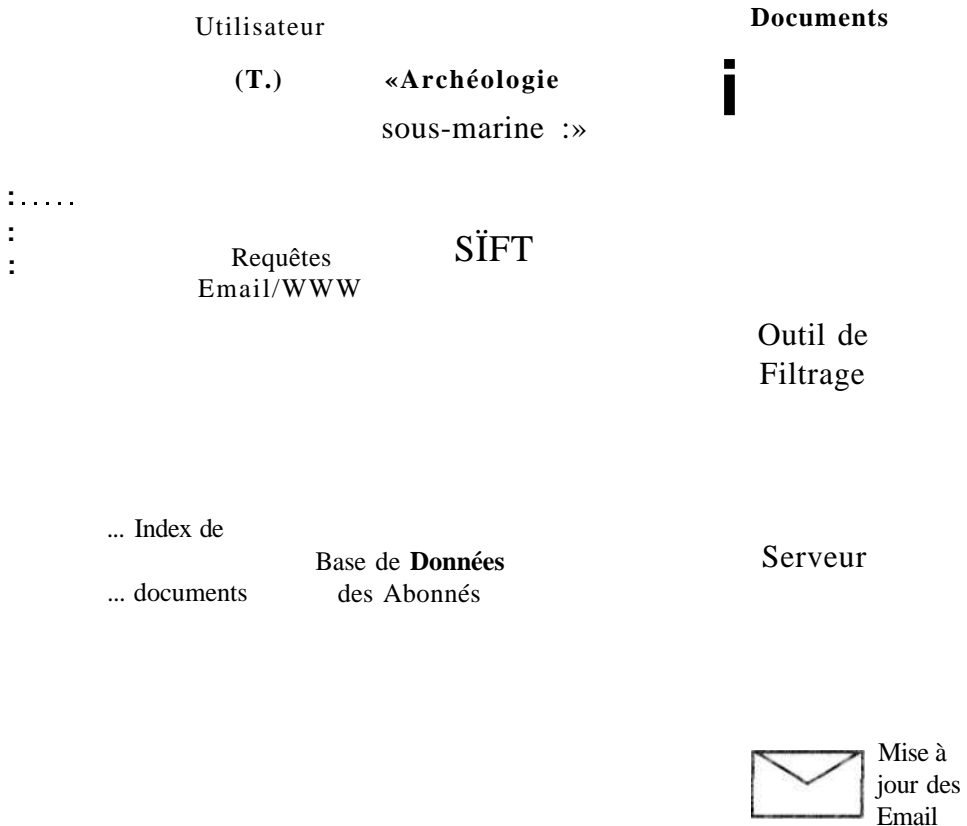 Utilisateur
Documents
(T.) «Archéologie
sous-marine :»
i
:.....
:
:
Requêtes
Email/WWW
SÏFT
Outil de
Filtrage
... Index de
... documents
Base de Données
des Abonnés
Serveur
Mise à
jour des
Email